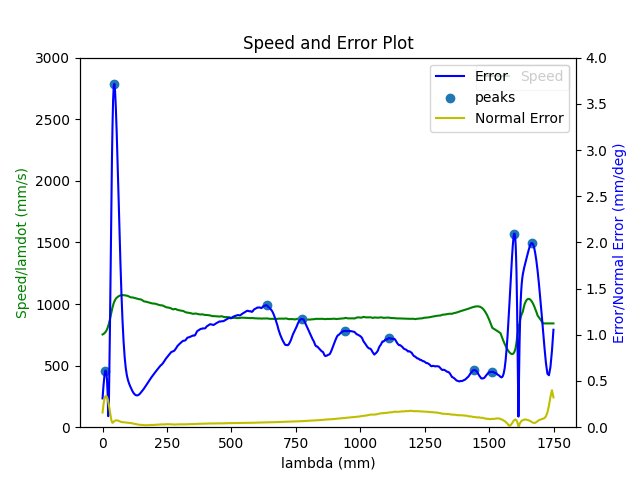 Speed and Error Plot
3000
2500
2000
1500
1000
500
0
Speed/lamdot (mm/s)
4.0
3.5
3.0
2.5
2.0
1.5
1.0
0.5
0.0
Error/Normal Error (mm/deg)
Error
Speed
peaks
Normal Error
0 250 500 750 1000 1250 1500 1750
lambda (mm)